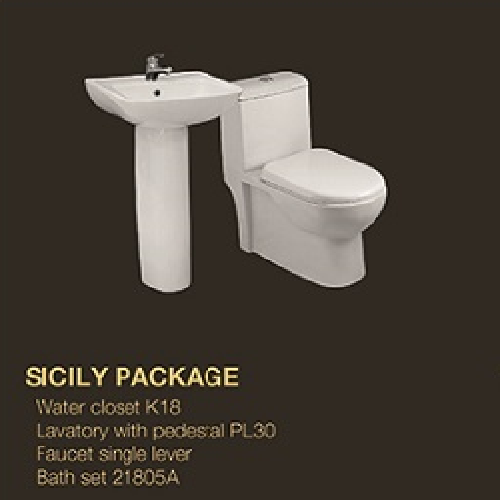 SICILY PACKAGE
Water closet K18
Lavatory with pedestal PL30
Faucet single lever
Bath set 21805A